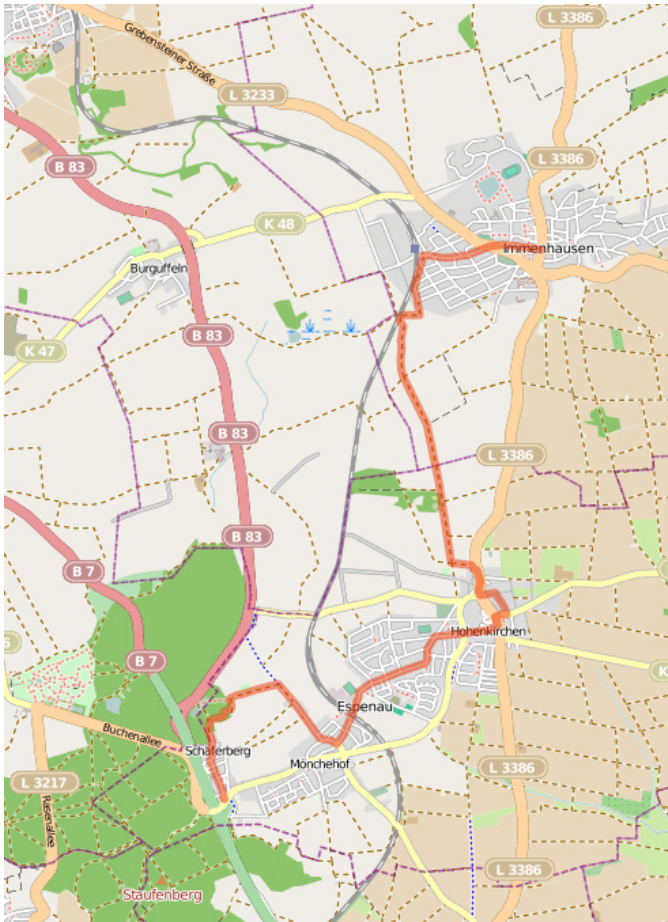 L 3386
Grebensteiner Straße
L 3233
B 83
L 3386
K 48
Immenhausen
Burguffeln
B 83
K 47
B 83
L 3386
B 83
B 7
Hohenkirchen
B 7
K
Espenau
Buchenallee
Schäferberg
Mönchehof
L 3386
L 3217
Rasenallee
L 3386
Staufenberg